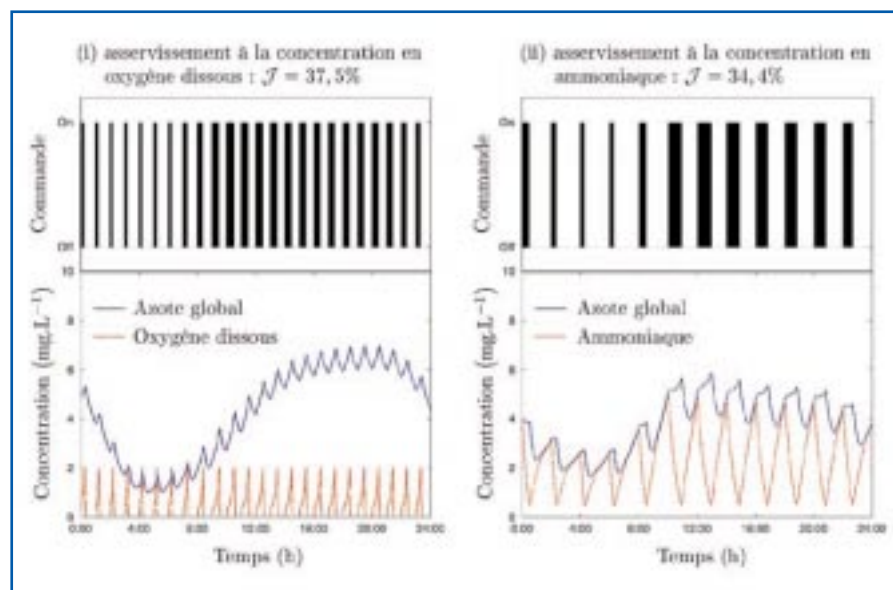 (i) asservissement à la concentration en
oxygène dissous : 𝒥 = 37,5%
(ii) asservissement à la concentration en
ammoniaque : 𝒥 = 34,4%
Commande
On
Off
Commande
On
Off
Concentration (mg.L⁻¹)
10
8
6
4
2
0
Azote global
Oxygène dissous
0:00
4:00
8:00
12:00
16:00
20:00
24:00
Temps (h)
Concentration (mg.L⁻¹)
10
8
6
4
2
0
Azote global
Ammoniaque
0:00
4:00
8:00
12:00
16:00
20:00
24:00
Temps (h)